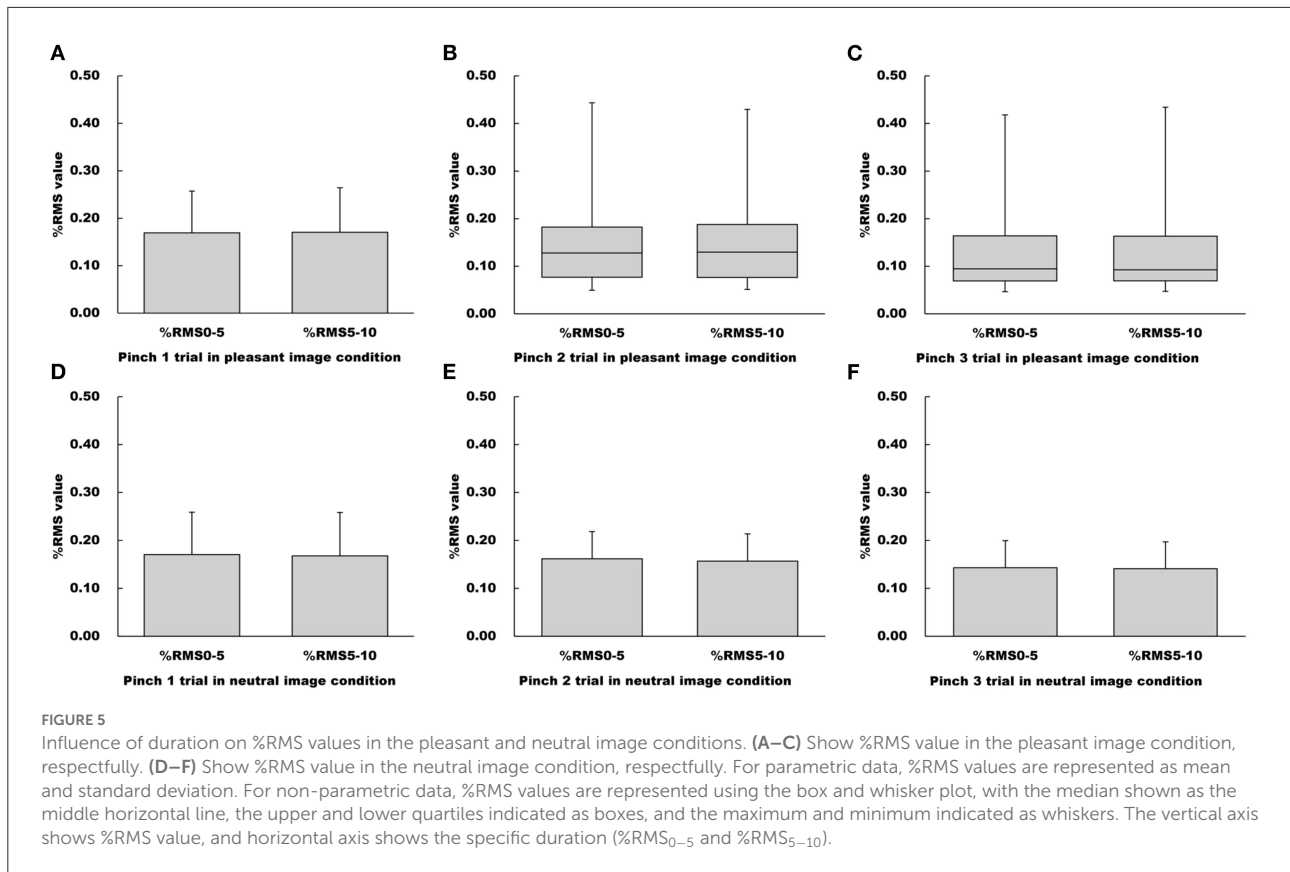 A
0.50
0.40
0.30
0.20
0.10
0.00
%RMS value
%RMS0-5 %RMS5-10
Pinch 1 trial in pleasant image condition
B
0.50
0.40
0.30
0.20
0.10
0.00
%RMS value
%RMS0-5 %RMS5-10
Pinch 2 trial in pleasant image condition
C
0.50
0.40
0.30
0.20
0.10
0.00
%RMS value
%RMS0-5 %RMS5-10
Pinch 3 trial in pleasant image condition
D
0.50
0.40
0.30
0.20
0.10
0.00
%RMS value
%RMS0-5 %RMS5-10
Pinch 1 trial in neutral image condition
E
0.50
0.40
0.30
0.20
0.10
0.00
%RMS value
%RMS0-5 %RMS5-10
Pinch 2 trial in neutral image condition
F
0.50
0.40
0.30
0.20
0.10
0.00
%RMS value
%RMS0-5 %RMS5-10
Pinch 3 trial in neutral image condition
FIGURE 5
Influence of duration on %RMS values in the pleasant and neutral image conditions. (A–C) Show %RMS value in the pleasant image condition,
respectfully. (D–F) Show %RMS value in the neutral image condition, respectfully. For parametric data, %RMS values are represented as mean
and standard deviation. For non-parametric data, %RMS values are represented using the box and whisker plot, with the median shown as the
middle horizontal line, the upper and lower quartiles indicated as boxes, and the maximum and minimum indicated as whiskers. The vertical axis
shows %RMS value, and horizontal axis shows the specific duration (%RMS₀₋₅ and %RMS₅₋₁₀).